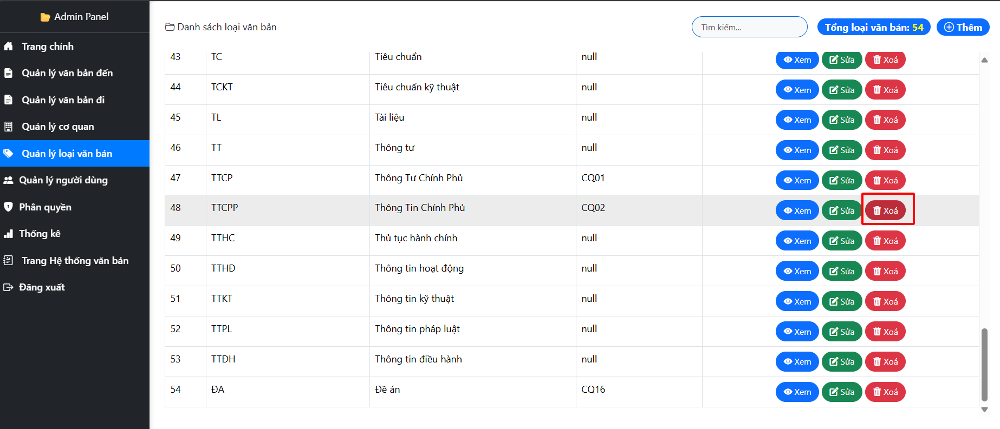 Admin Panel
Trang chính
Quản lý văn bản đến
Quản lý văn bản đi
Quản lý cơ quan
Quản lý loại văn bản
Quản lý người dùng
Phân quyền
Thống kê
Trang Hệ thống văn bản
Đăng xuất
Danh sách loại văn bản
Tìm kiếm...
Tổng loại văn bản: 54
Thêm
43 TC Tiêu chuẩn null Xem Sửa Xoá
44 TCKT Tiêu chuẩn kỹ thuật null Xem Sửa Xoá
45 TL Tài liệu null Xem Sửa Xoá
46 TT Thông tư null Xem Sửa Xoá
47 TTCP Thông Tư Chính Phủ CQ01 Xem Sửa Xoá
48 TTCPP Thông Tin Chính Phủ CQ02 Xem Sửa Xoá
49 TTHC Thủ tục hành chính null Xem Sửa Xoá
50 TTHĐ Thông tin hoạt động null Xem Sửa Xoá
51 TTKT Thông tin kỹ thuật null Xem Sửa Xoá
52 TTPL Thông tin pháp luật null Xem Sửa Xoá
53 TTĐH Thông tin điều hành null Xem Sửa Xoá
54 ĐA Đề án CQ16 Xem Sửa Xoá